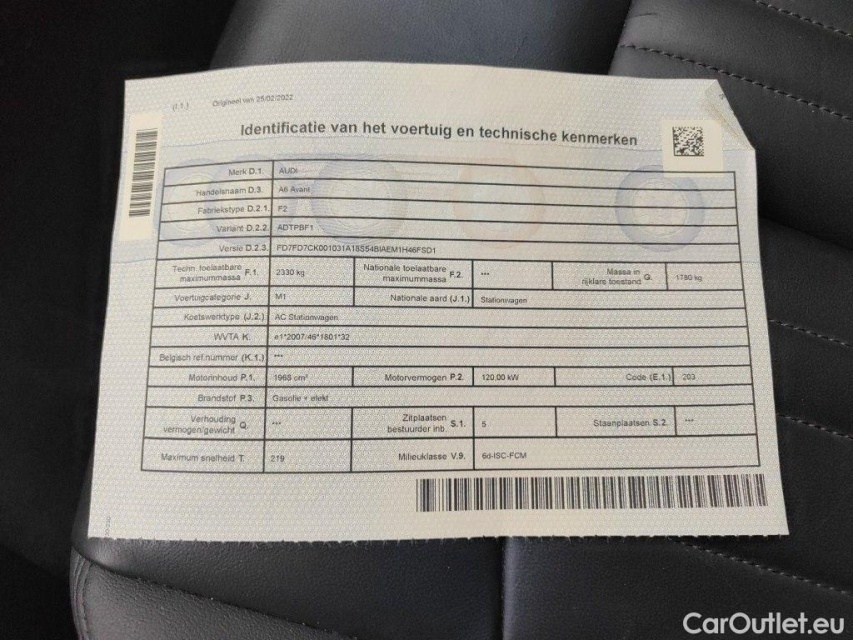 (J.1.) Origineel van 25/02/2022
Identificatie van het voertuig en technische kenmerken
Merk D.1. AUDI
Handelsnaam D.3. A6 Avant
Fabriekstype D.2.1. F2
Variant D.2.2. ADTPBF1
Versie D.2.3. FD7FD7CK001031A18S54BIAEM1H46FSD1
Techn. toelaatbare maximummassa F.1. 2330 kg Nationale toelaatbare maximummassa F.2. *** Massa in rijklare toestand G. 1780 kg
Voertuigcategorie J. M1 Nationale aard (J.1.) Stationwagen
Koetswerktype (J.2.) AC Stationwagen
WVTA K. e1*2007/46*1801*32
Belgisch ref.nummer (K.1.) ***
Motorinhoud P.1. 1968 cm³ Motorvermogen P.2. 120,00 kW Code (E.1.) 203
Brandstof P.3. Gasolie + elekt
Verhouding vermogen/gewicht Q. *** Zitplaatsen bestuurder inb. S.1. 5 Staanplaatsen S.2. ***
Maximum snelheid T. 219 Milieuklasse V.9. 6d-ISC-FCM
CarOutlet.eu